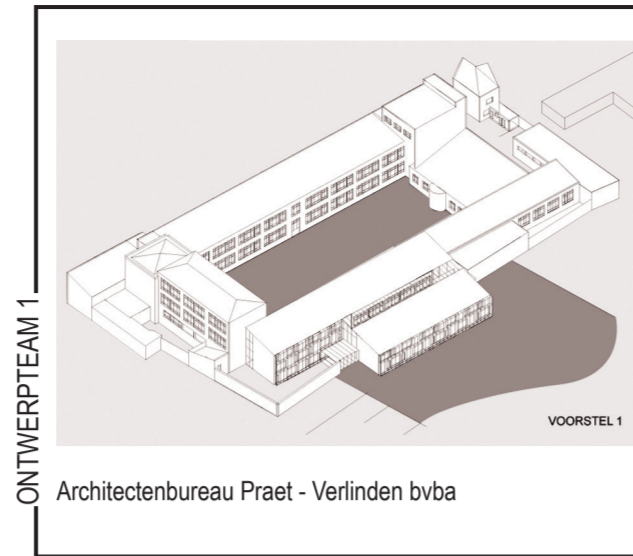 ONTWERPTEAM 1
VOORSTEL 1
Architectenbureau Praet - Verlinden bvba